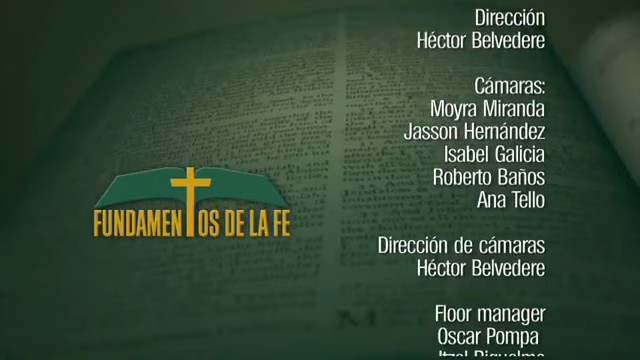 FUNDAMENTOS DE LA FE
Dirección
Héctor Belvedere
Cámaras:
Moyra Miranda
Jasson Hernández
Isabel Galicia
Roberto Baños
Ana Tello
Dirección de cámaras
Héctor Belvedere
Floor manager
Oscar Pompa